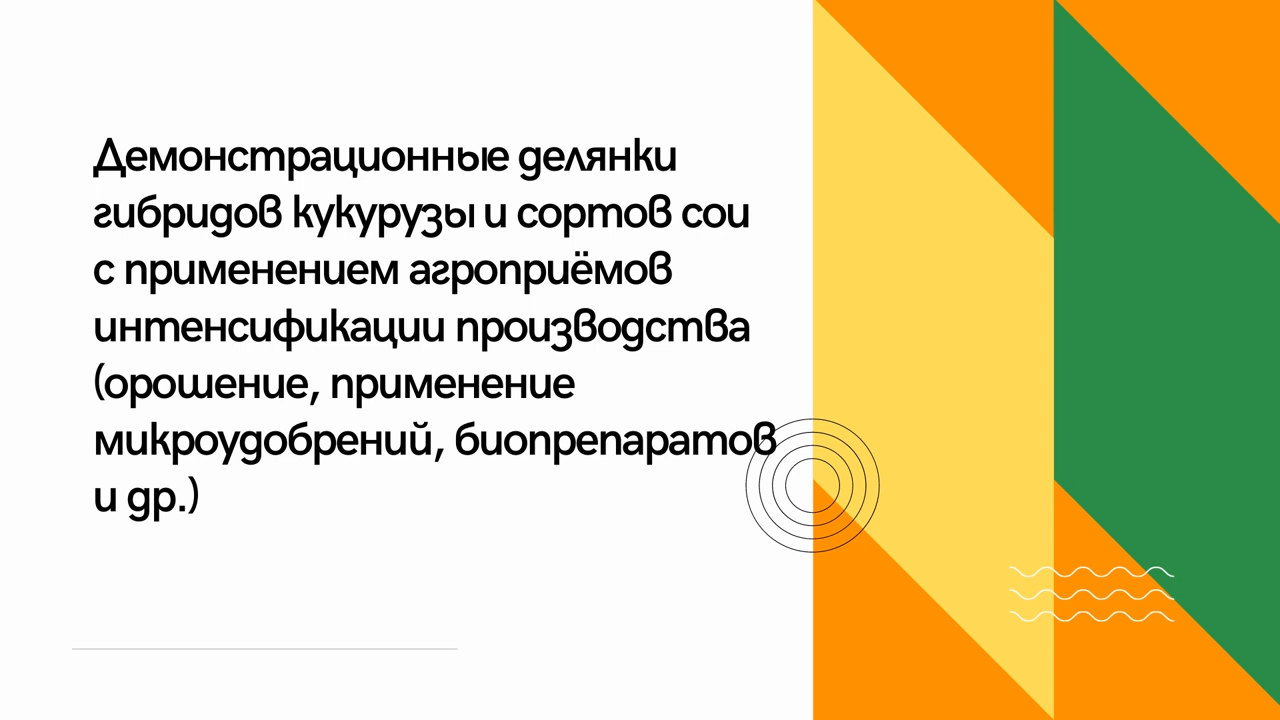 Демонстрационные делянки
гибридов кукурузы и сортов сои
с применением агроприёмов
интенсификации производства
(орошение, применение
микроудобрений, биопрепаратов
и др.)